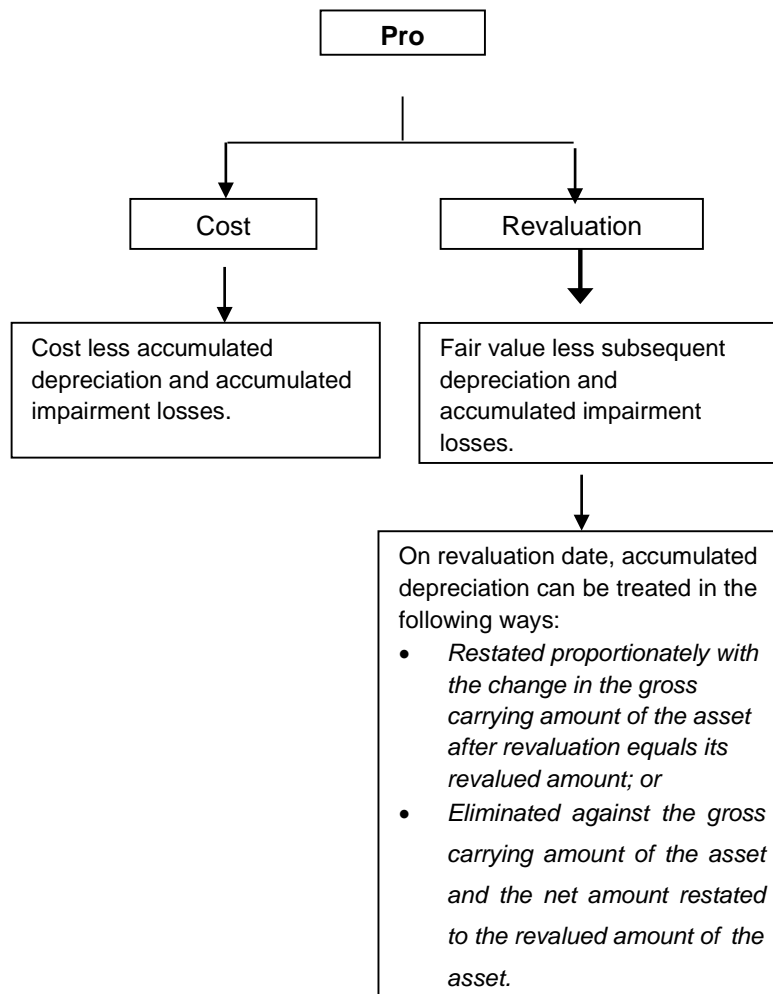 Pro
Cost
Revaluation
Cost less accumulated
depreciation and accumulated
impairment losses.
Fair value less subsequent
depreciation and
accumulated impairment
losses.
On revaluation date, accumulated
depreciation can be treated in the
following ways:
• Restated proportionately with
the change in the gross
carrying amount of the asset
after revaluation equals its
revalued amount; or
• Eliminated against the gross
carrying amount of the asset
and the net amount restated
to the revalued amount of the
asset.